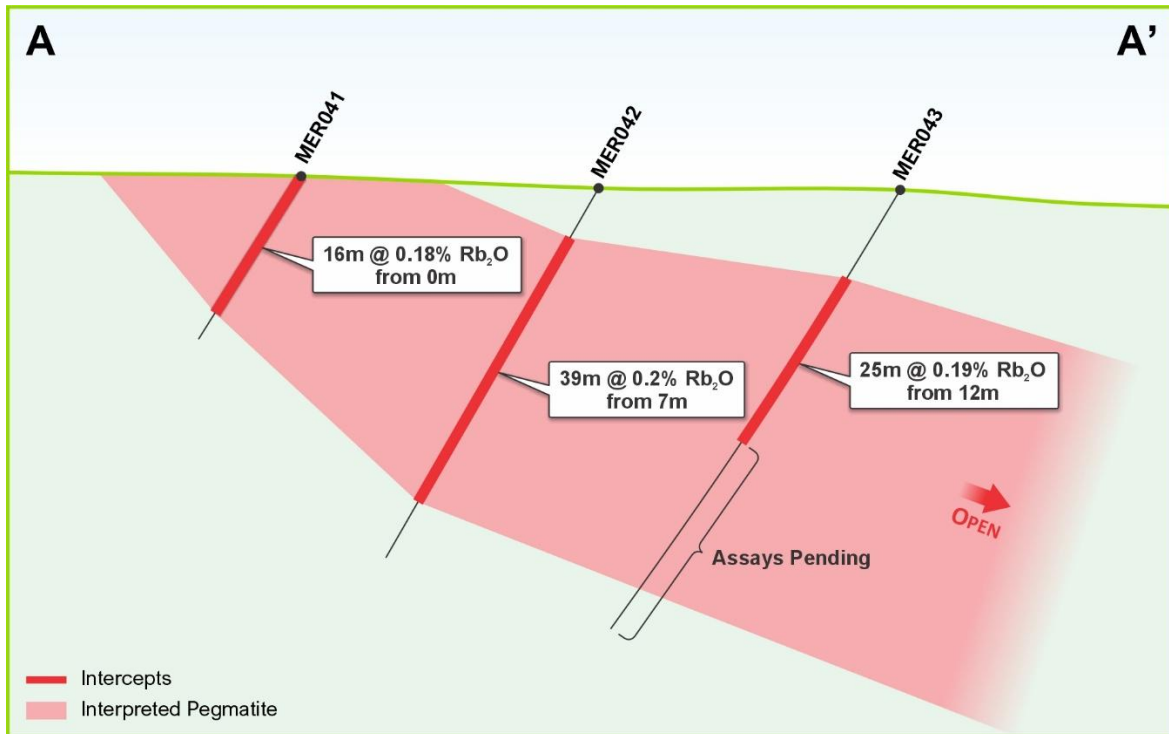 A
A’
MER041
MER042
MER043
16m @ 0.18% Rb₂O
from 0m
39m @ 0.2% Rb₂O
from 7m
25m @ 0.19% Rb₂O
from 12m
OPEN
Assays Pending
Intercepts
Interpreted Pegmatite